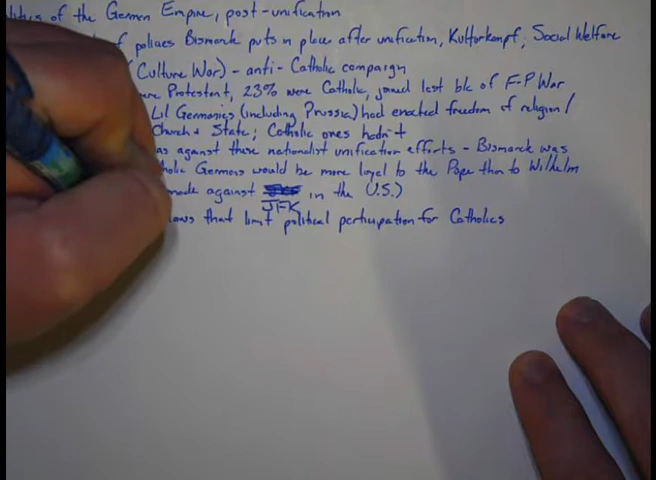 of the German Empire, post-unification
of policies Bismarck puts in place after unification, Kulturkampf; Social Welfare
(Culture War) - anti-Catholic campaign
Protestant, 23% were Catholic, joined last b/c of F-P War
Lil Germanies (including Prussia) had enacted freedom of religion/
Church + State; Catholic ones hadn't
as against these nationalist unification efforts - Bismarck was
Germans would be more loyal to the Pope than to Wilhelm
made against JFK in the U.S.)
laws that limit political participation for Catholics